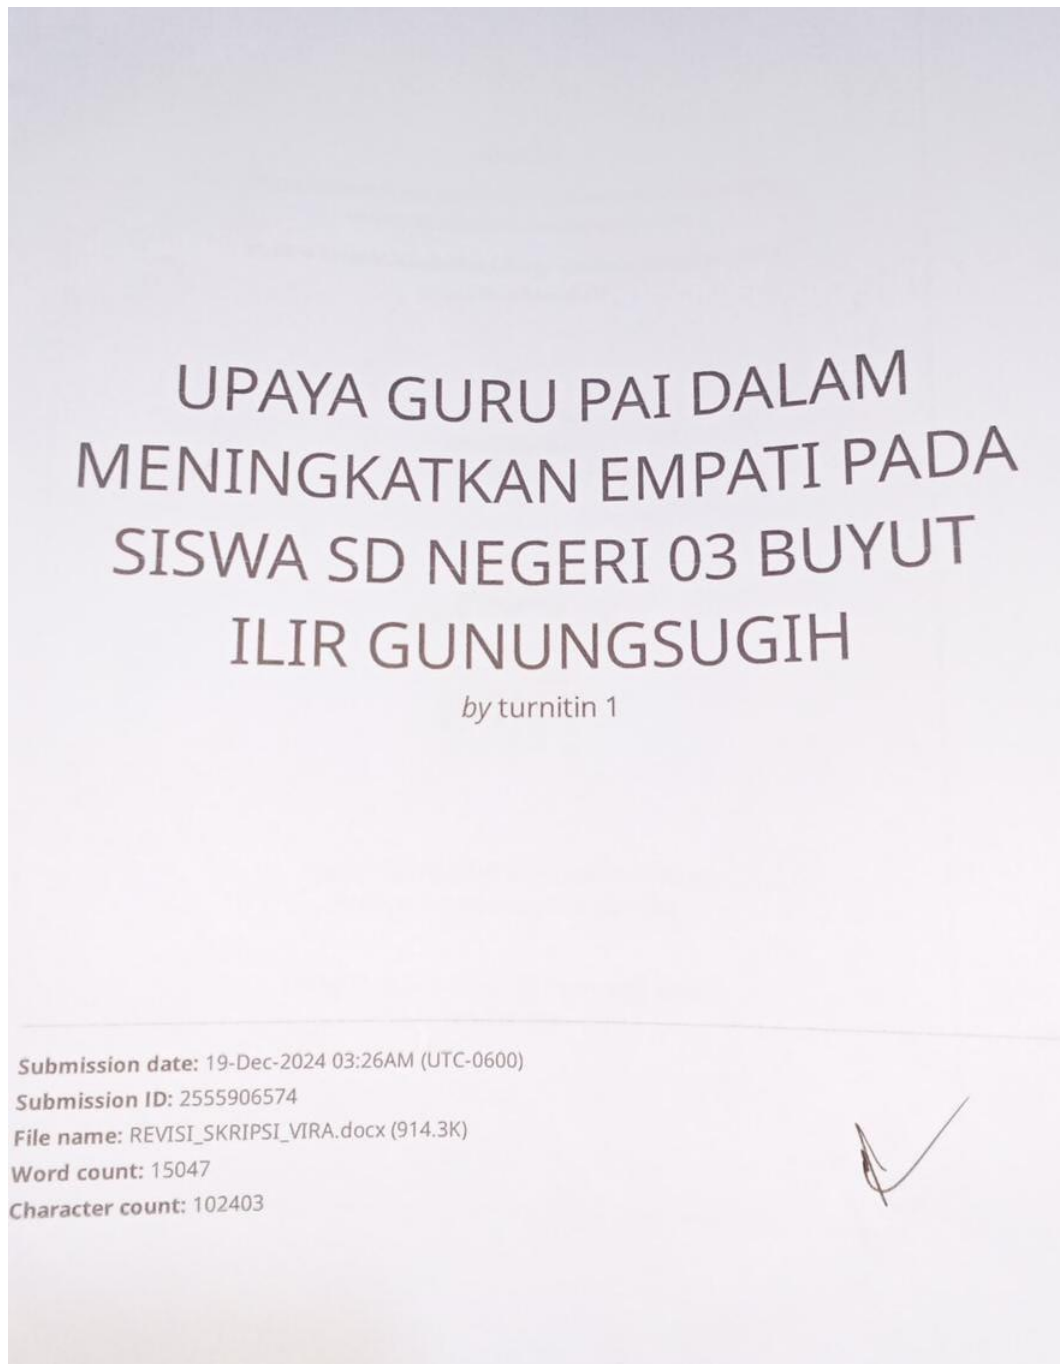 UPAYA GURU PAI DALAM
MENINGKATKAN EMPATI PADA
SISWA SD NEGERI 03 BUYUT
ILIR GUNUNGSUGIH
by turnitin 1
Submission date: 19-Dec-2024 03:26AM (UTC-0600)
Submission ID: 2555906574
File name: REVISI_SKRIPSI_VIRA.docx (914.3K)
Word count: 15047
Character count: 102403